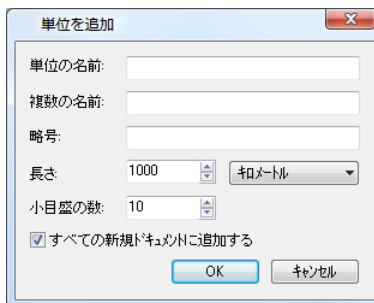 単位を追加
単位の名前:
複数の名前:
略号:
長さ: 1000 ｷﾛﾒｰﾄﾙ
小目盛の数: 10
すべての新規ﾄﾞｷｭﾒﾝﾄに追加する
OK ｷｬﾝｾﾙ